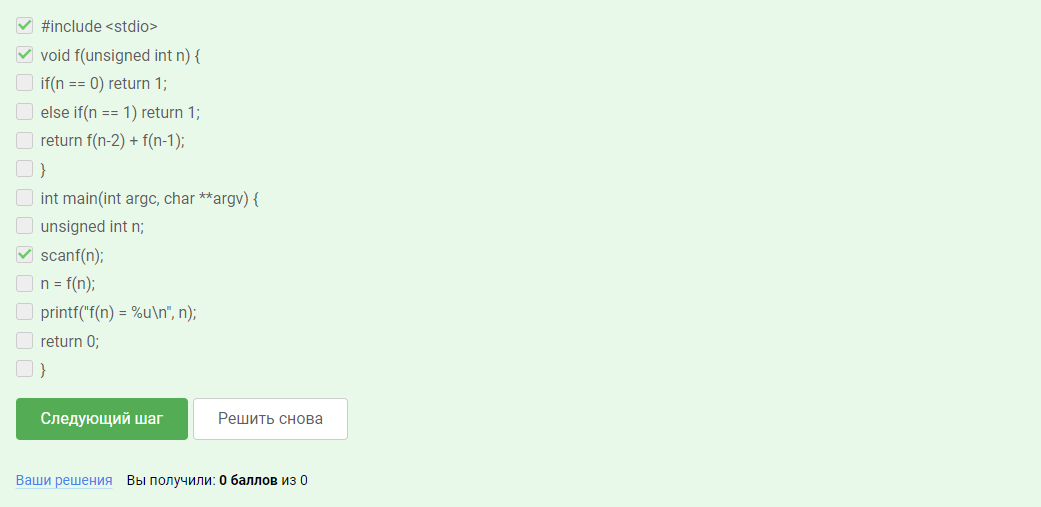 #include <stdio>
void f(unsigned int n) {
if(n == 0) return 1;
else if(n == 1) return 1;
return f(n-2) + f(n-1);
}
int main(int argc, char **argv) {
unsigned int n;
scanf(n);
n = f(n);
printf("f(n) = %u\n", n);
return 0;
}
Следующий шаг Решить снова
Ваши решения Вы получили: 0 баллов из 0